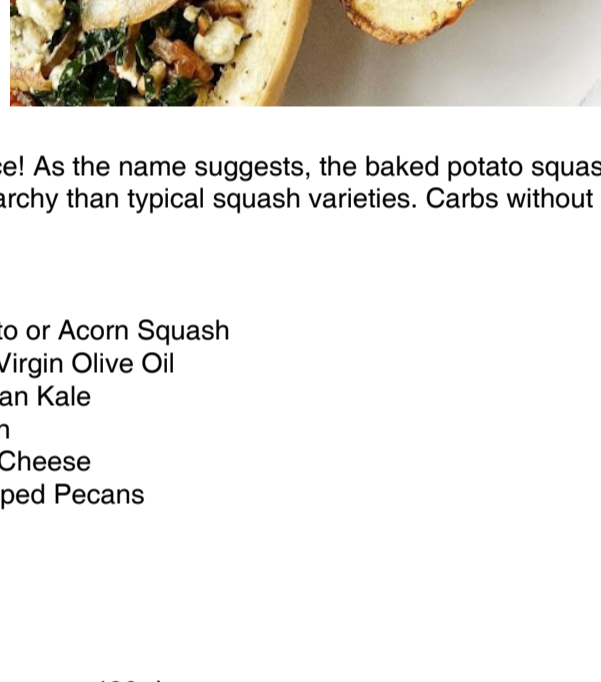 ce! As the name suggests, the baked potato squas
archy than typical squash varieties. Carbs without
to or Acorn Squash
Virgin Olive Oil
an Kale
n
Cheese
ped Pecans